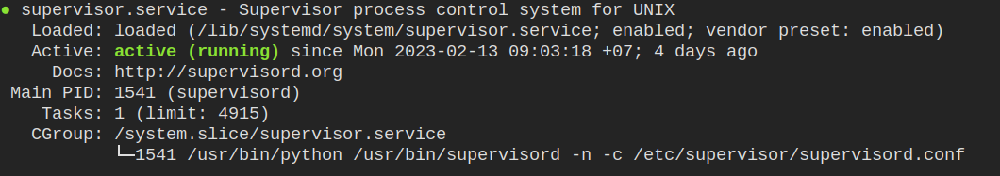 ● supervisor.service - Supervisor process control system for UNIX
Loaded: loaded (/lib/systemd/system/supervisor.service; enabled; vendor preset: enabled)
Active: active (running) since Mon 2023-02-13 09:03:18 +07; 4 days ago
Docs: http://supervisord.org
Main PID: 1541 (supervisord)
Tasks: 1 (limit: 4915)
CGroup: /system.slice/supervisor.service
└─1541 /usr/bin/python /usr/bin/supervisord -n -c /etc/supervisor/supervisord.conf